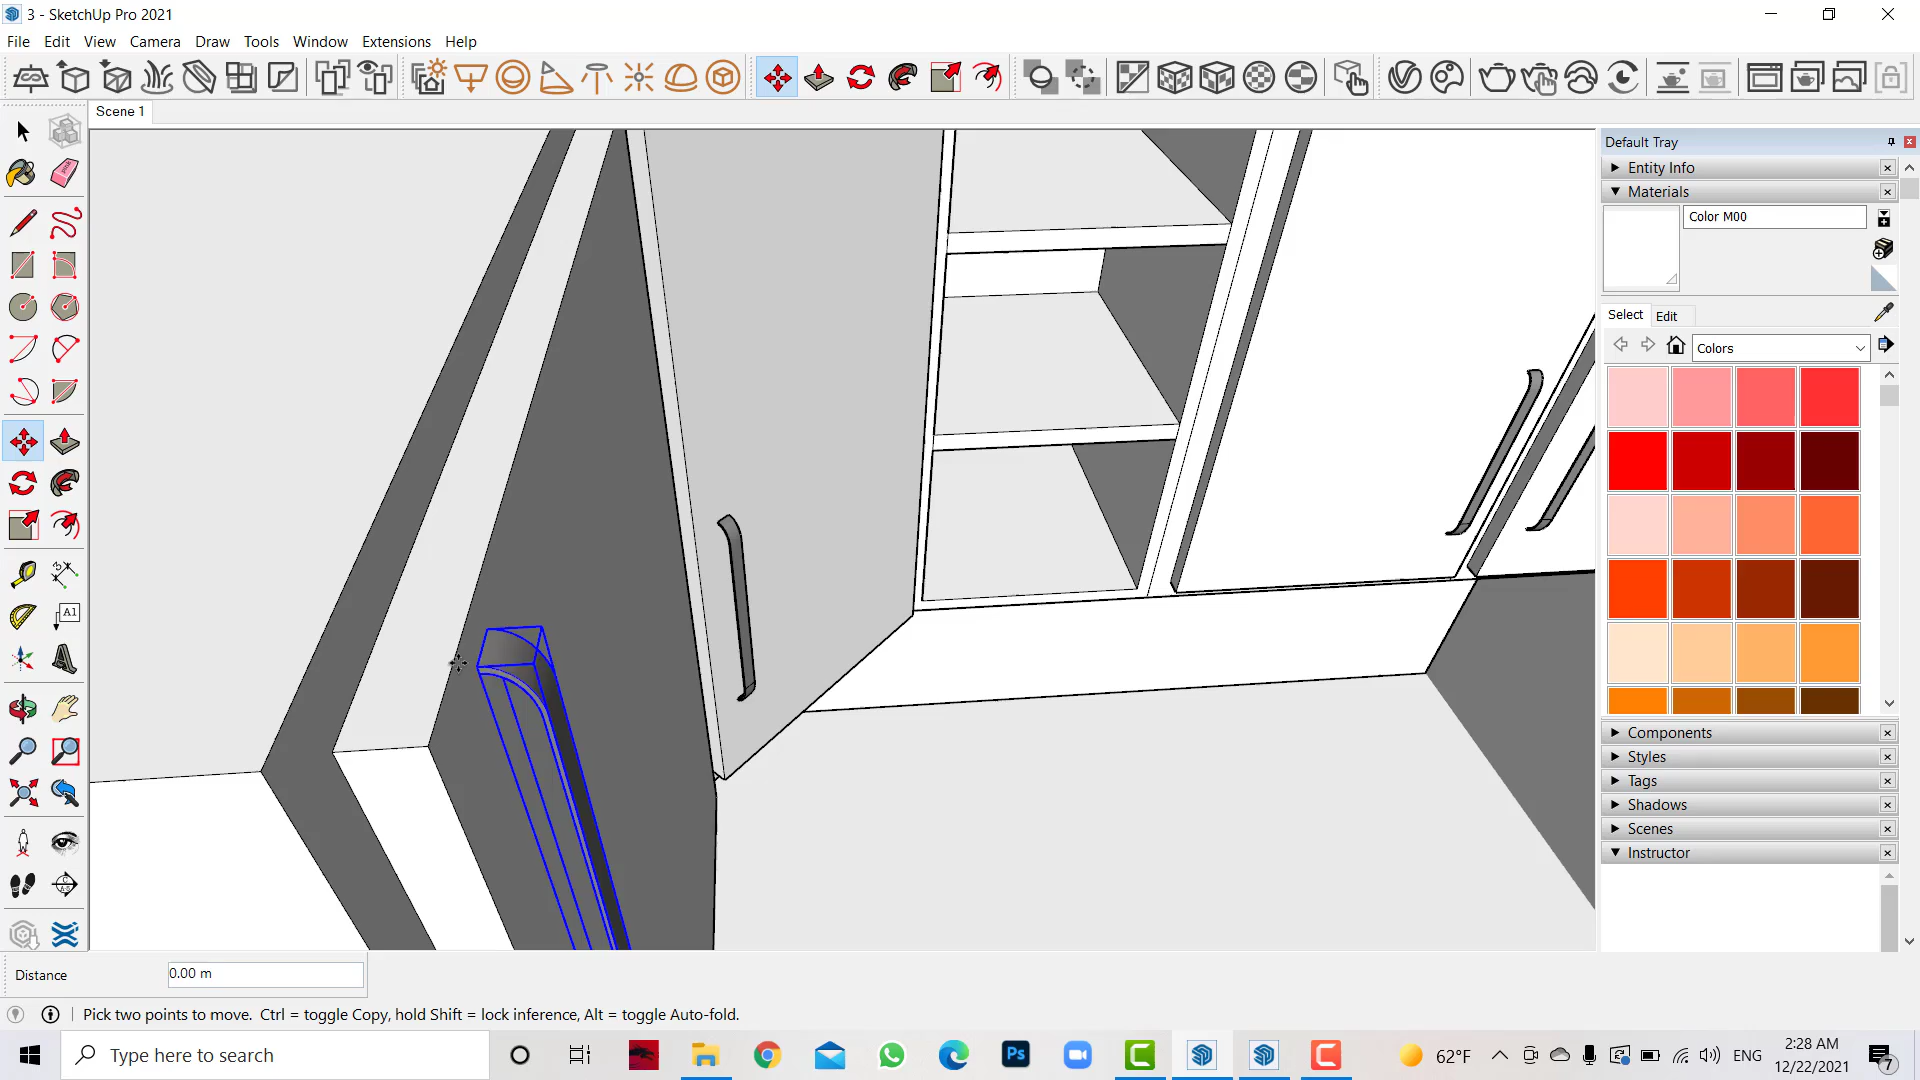 3 - SketchUp Pro 2021
File Edit View Camera Draw Tools Window Extensions Help
Scene 1
Default Tray
Entity Info
Materials
Color M00
Select Edit
Colors
A1
Components
Styles
Tags
Shadows
Scenes
Instructor
Distance 0.00 m
Pick two points to move. Ctrl = toggle Copy, hold Shift = lock inference, Alt = toggle Auto-fold.
Type here to search
Ps
62°F
ENG
2:28 AM
12/22/2021
7